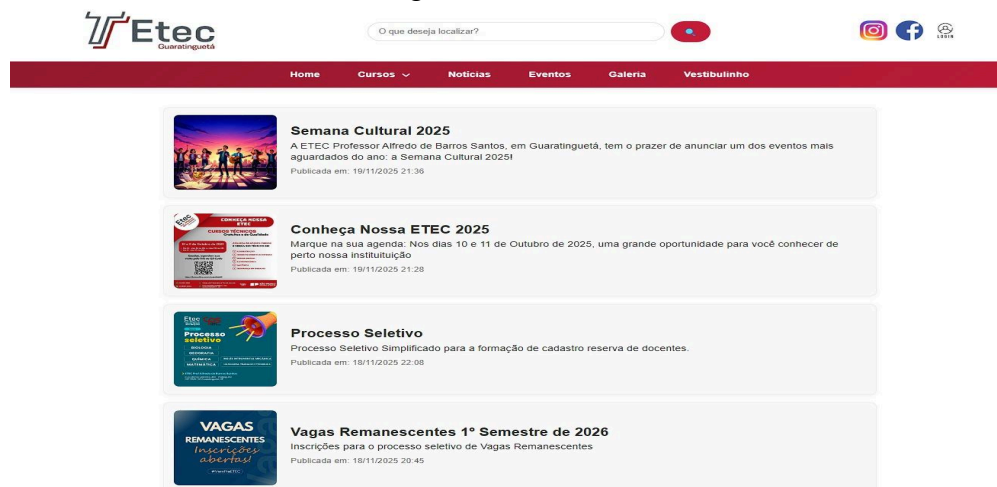 Etec
Guaratinguetá
O que deseja localizar?
LOGIN
Home Cursos Notícias Eventos Galeria Vestibulinho
Semana Cultural 2025
A ETEC Professor Alfredo de Barros Santos, em Guaratinguetá, tem o prazer de anunciar um dos eventos mais
aguardados do ano: a Semana Cultural 2025!
Publicada em: 19/11/2025 21:36
CONHEÇA NOSSA
ETEC
CURSOS TÉCNICOS
Conheça Nossa ETEC 2025
Marque na sua agenda: Nos dias 10 e 11 de Outubro de 2025, uma grande oportunidade para você conhecer de
perto nossa instituituição
Publicada em: 19/11/2025 21:28
Etec
Processo
seletivo
BIOLOGIA
GEOGRAFIA
QUÍMICA
MATEMÁTICA
Processo Seletivo
Processo Seletivo Simplificado para a formação de cadastro reserva de docentes.
Publicada em: 18/11/2025 22:08
VAGAS
REMANESCENTES
Inscrições
abertas!
Vagas Remanescentes 1º Semestre de 2026
Inscrições para o processo seletivo de Vagas Remanescentes
Publicada em: 18/11/2025 20:45